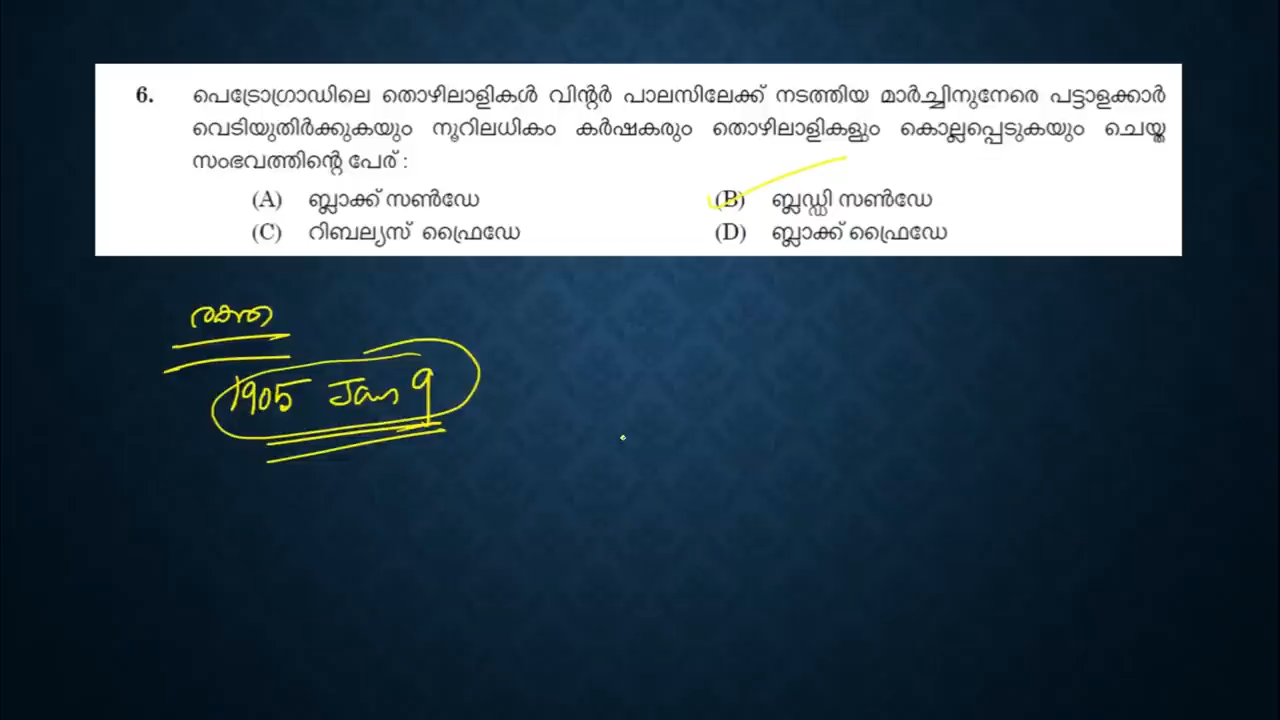 6. പെട്രോഗ്രാഡിലെ തൊഴിലാളികൾ വിന്റർ പാലസിലേക്ക് നടത്തിയ മാർച്ചിനുനേരെ പട്ടാളക്കാർ
വെടിയുതിർക്കുകയും നൂറിലധികം കർഷകരും തൊഴിലാളികളും കൊല്ലപ്പെടുകയും ചെയ്ത
സംഭവത്തിന്റെ പേര് :
(A) ബ്ലാക്ക് സൺഡേ (B) ബ്ലഡ്ഡി സൺഡേ
(C) റിബല്യസ് ഫ്രൈഡേ (D) ബ്ലാക്ക് ഫ്രൈഡേ
രക്ത
1905 Jan 9